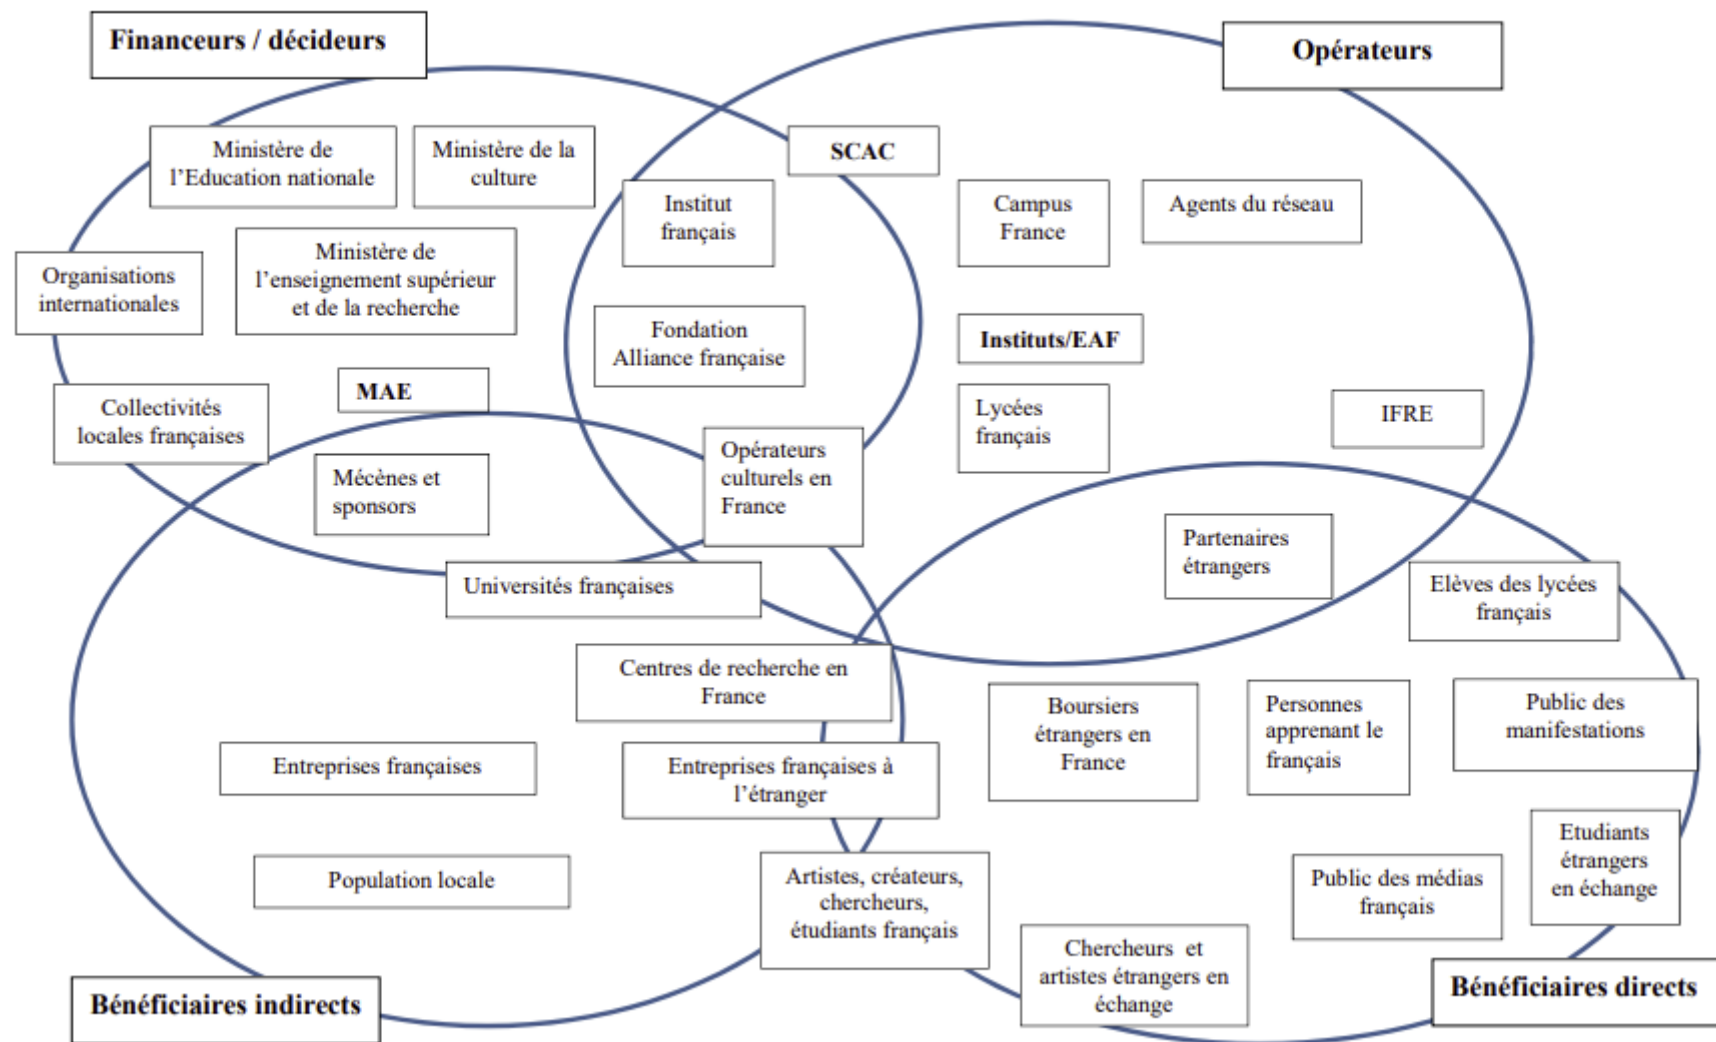 Financeurs / décideurs
Opérateurs
Ministère de
l’Education nationale
Ministère de la
culture
SCAC
Institut
français
Campus
France
Agents du réseau
Organisations
internationales
Ministère de
l’enseignement supérieur
et de la recherche
Fondation
Alliance française
Instituts/EAF
MAE
Collectivités
locales françaises
Lycées
français
IFRE
Mécènes et
sponsors
Opérateurs
culturels en
France
Partenaires
étrangers
Universités françaises
Elèves des lycées
français
Centres de recherche en
France
Boursiers
étrangers en
France
Personnes
apprenant le
français
Public des
manifestations
Entreprises françaises
Entreprises françaises à
l’étranger
Etudiants
étrangers
en échange
Population locale
Artistes, créateurs,
chercheurs,
étudiants français
Public des médias
français
Chercheurs et
artistes étrangers en
échange
Bénéficiaires indirects
Bénéficiaires directs